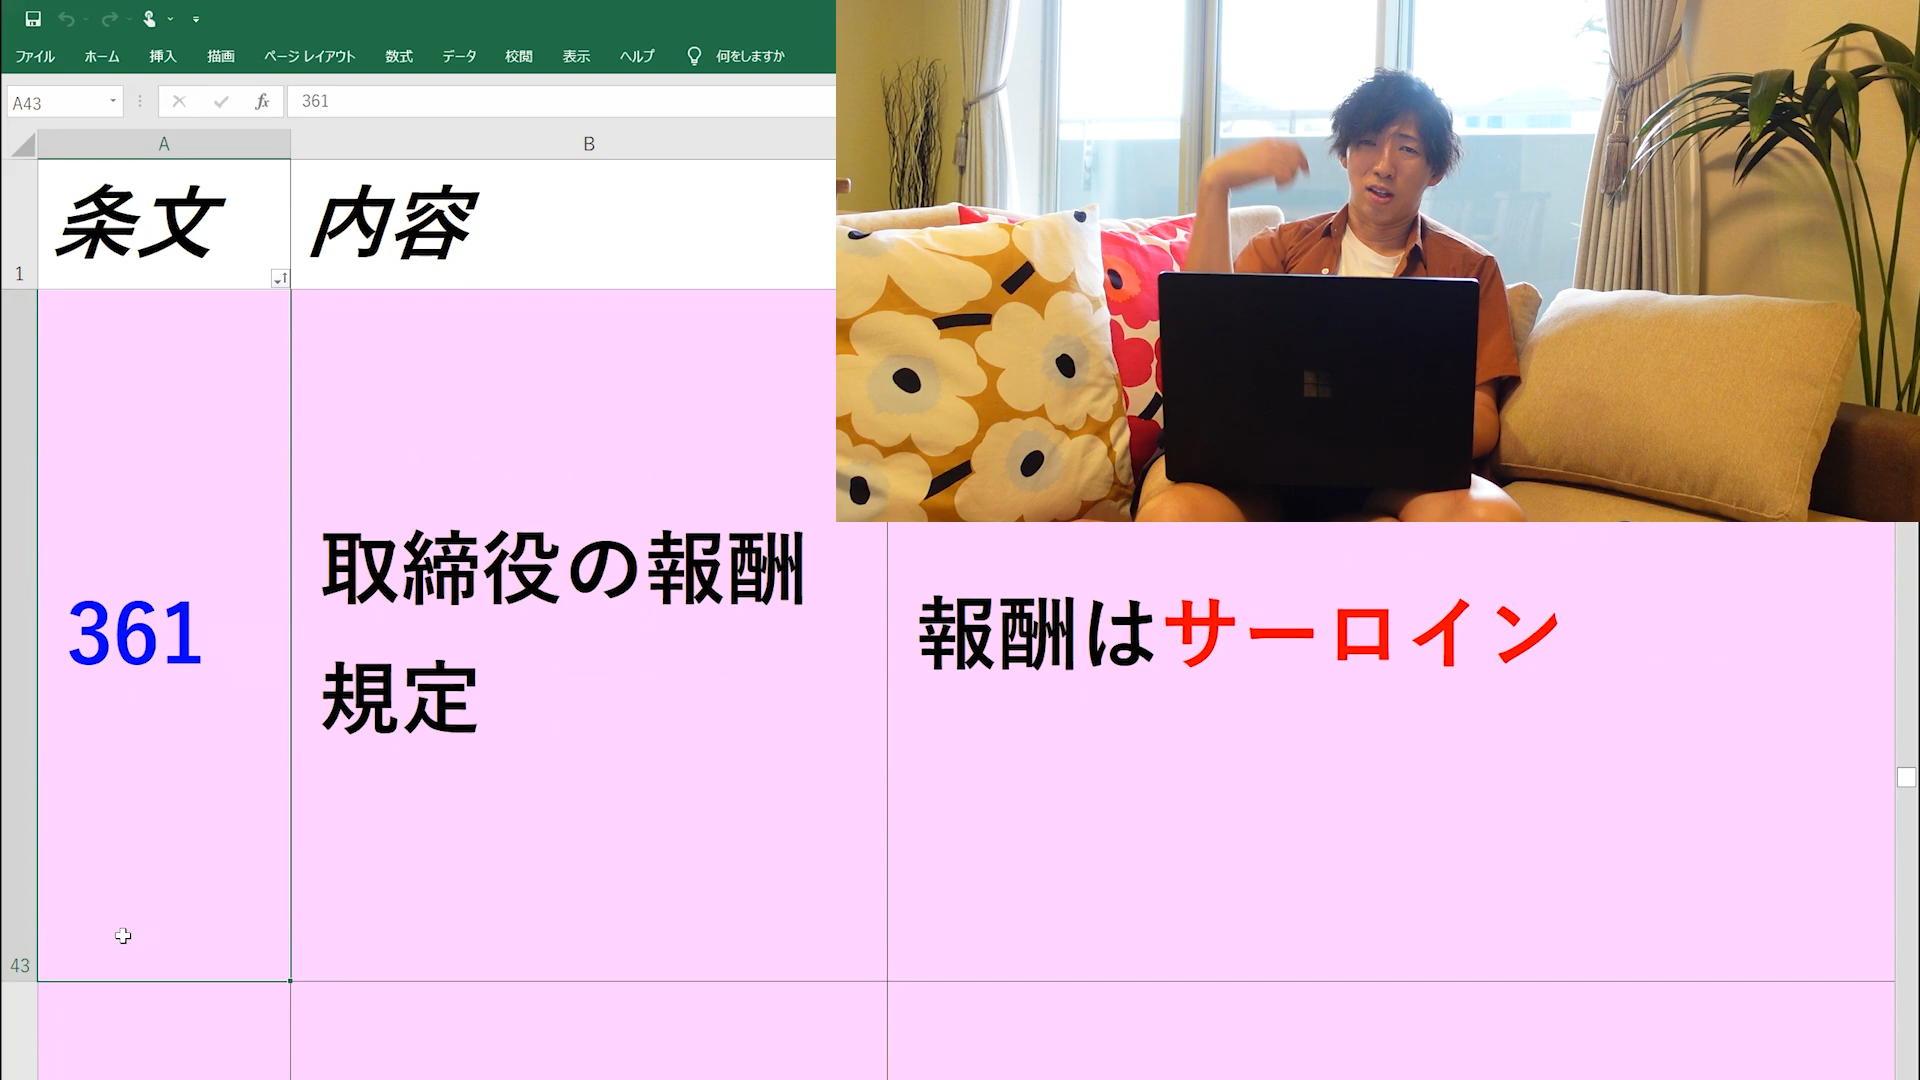 ファイル ホーム 挿入 描画 ページ レイアウト 数式 データ 校閲 表示 ヘルプ 何をしますか
A43 fx 361
A B
1 条文 内容
361 取締役の報酬
規定
報酬はサーロイン
43